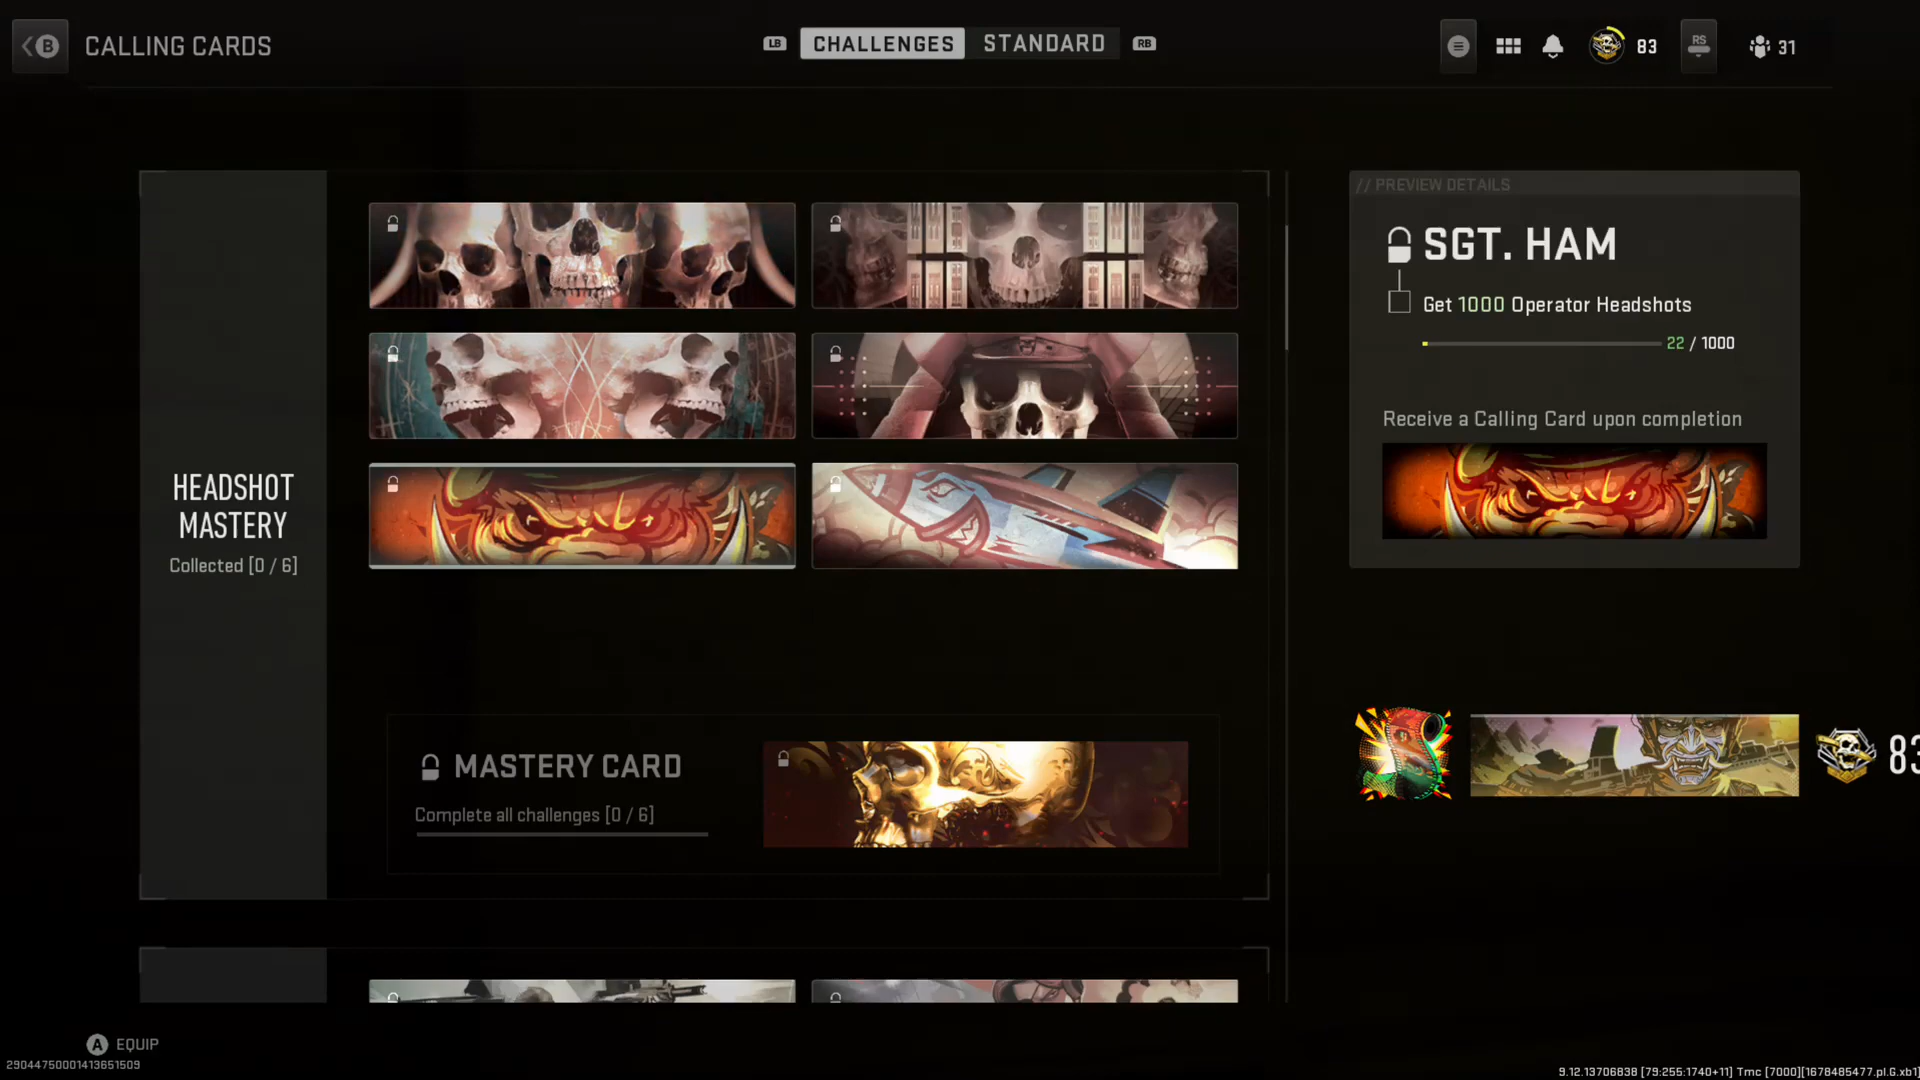 B
CALLING CARDS
LB
CHALLENGES
STANDARD
RB
83
RS
31
// PREVIEW DETAILS
SGT. HAM
Get 1000 Operator Headshots
22 / 1000
Receive a Calling Card upon completion
HEADSHOT
MASTERY
Collected [0 / 6]
MASTERY CARD
Complete all challenges [0 / 6]
83
A EQUIP
29044750001413651509
9.12.13706838 [79:255:1740+11] Tmc [7000][1678485477.pl.G.xb1]